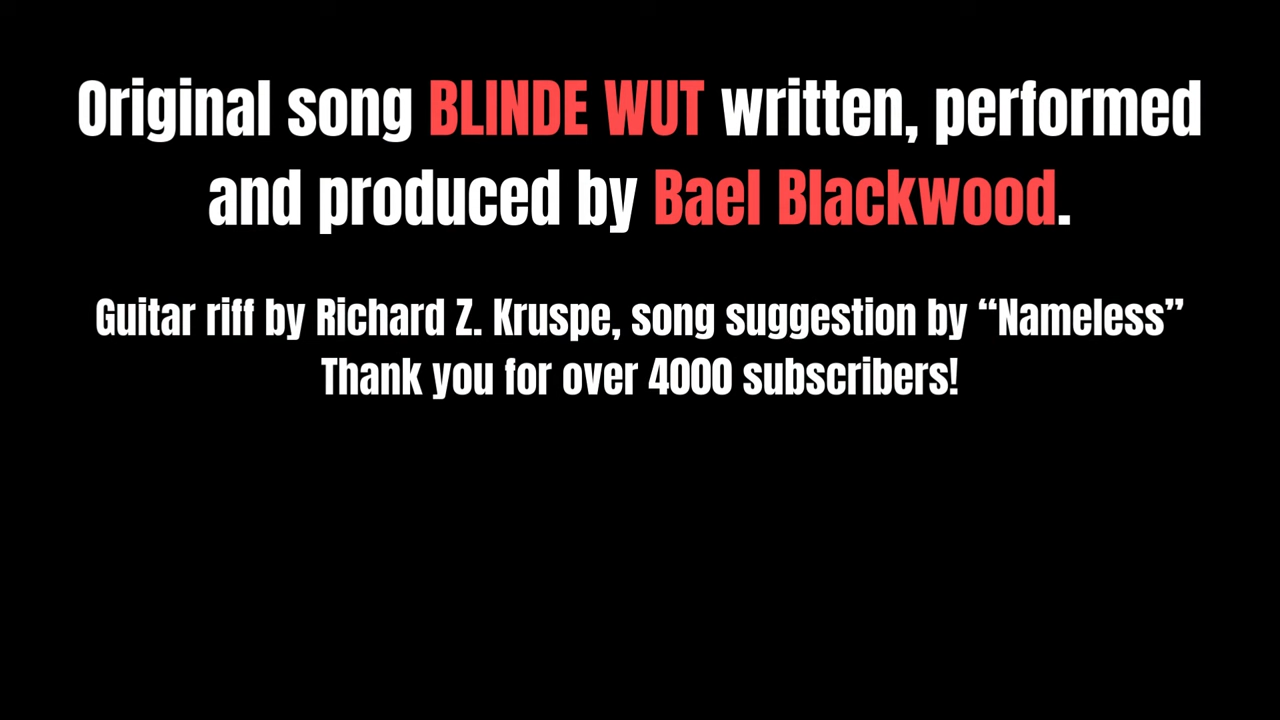 Original song BLINDE WUT written, performed
and produced by Bael Blackwood.
Guitar riff by Richard Z. Kruspe, song suggestion by “Nameless”
Thank you for over 4000 subscribers!